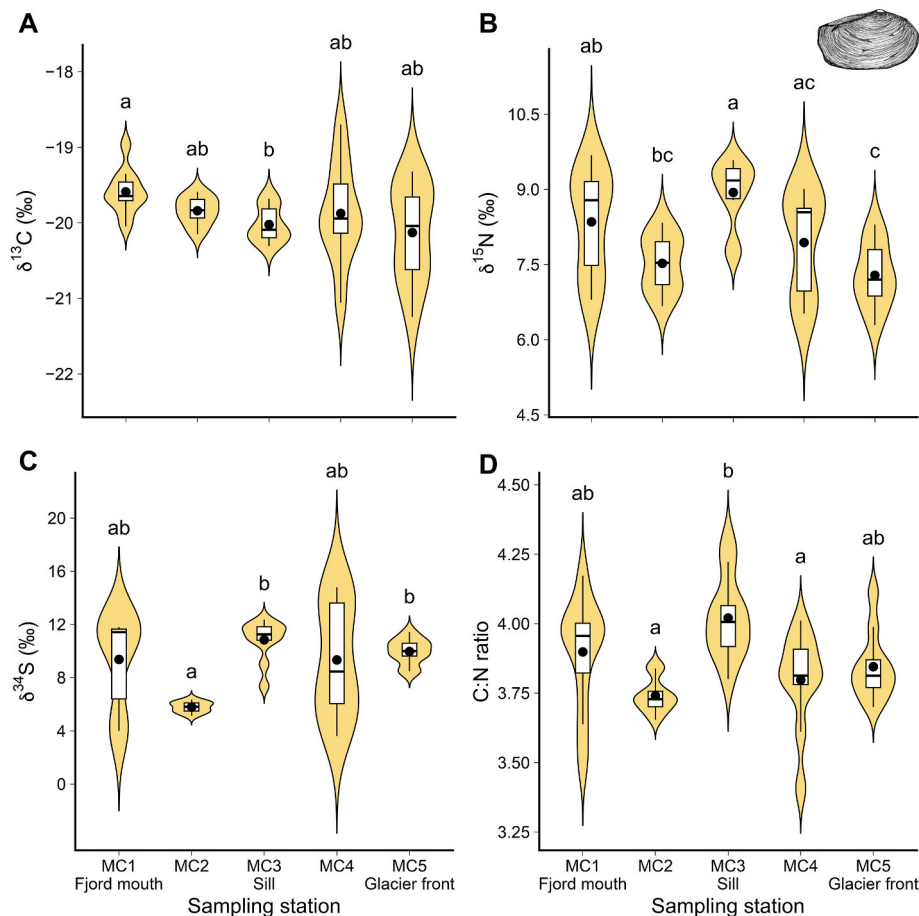 A
B
−18
−19
−20
−21
−22
δ¹³C (‰)
a
ab
b
ab
ab
10.5
9.0
7.5
6.0
4.5
δ¹⁵N (‰)
ab
bc
a
ac
c
C
D
20
16
12
8
4
0
δ³⁴S (‰)
ab
a
b
ab
b
4.50
4.25
4.00
3.75
3.50
3.25
C:N ratio
ab
a
b
a
ab
MC1 MC2 MC3 MC4 MC5
Fjord mouth Sill Glacier front
Sampling station
MC1 MC2 MC3 MC4 MC5
Fjord mouth Sill Glacier front
Sampling station